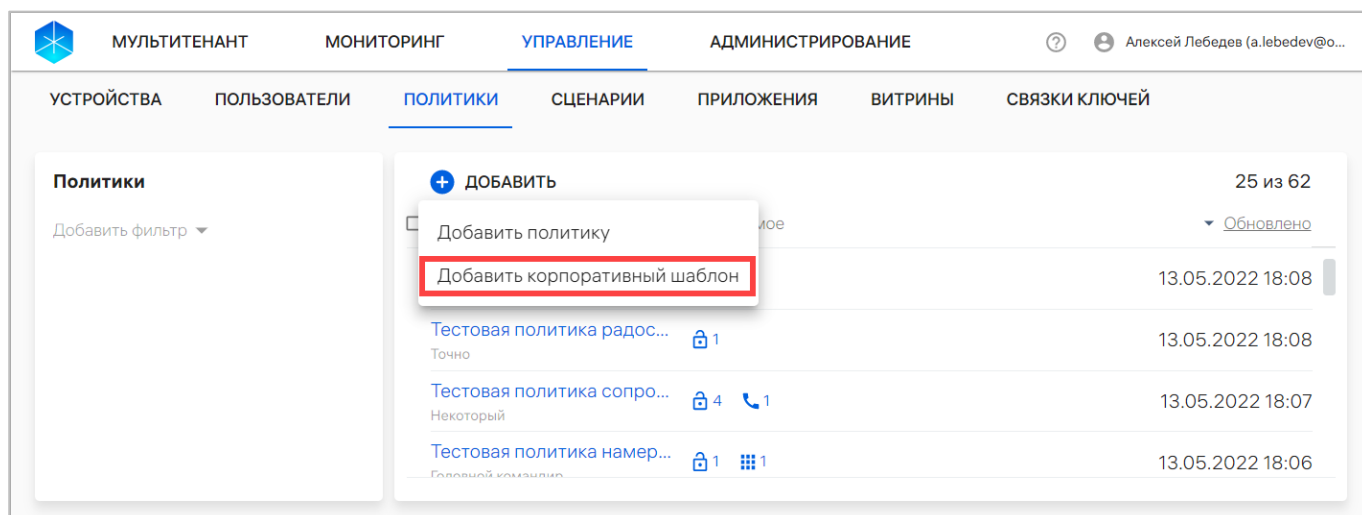 МУЛЬТИТЕНАНТ МОНИТОРИНГ УПРАВЛЕНИЕ АДМИНИСТРИРОВАНИЕ Алексей Лебедев (a.lebedev@o...
УСТРОЙСТВА ПОЛЬЗОВАТЕЛИ ПОЛИТИКИ СЦЕНАРИИ ПРИЛОЖЕНИЯ ВИТРИНЫ СВЯЗКИ КЛЮЧЕЙ
Политики
Добавить фильтр
ДОБАВИТЬ 25 из 62
Добавить политику
Обновлено
Добавить корпоративный шаблон
13.05.2022 18:08
Тестовая политика радос... 1 13.05.2022 18:08
Точно
Тестовая политика сопро... 4 1 13.05.2022 18:07
Некоторый
Тестовая политика намер... 1 1 13.05.2022 18:06
Головной командир